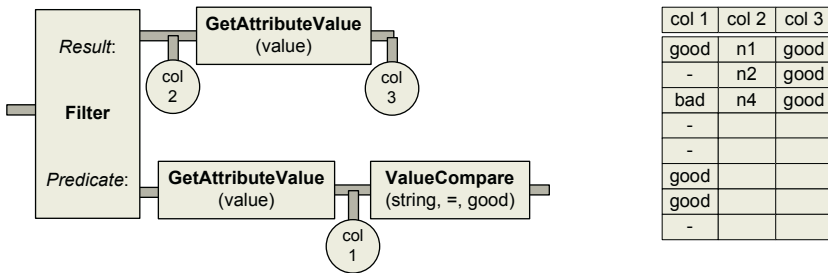 Result:
Filter
Predicate:
GetAttributeValue
(value)
col
2
col
3
GetAttributeValue
(value)
ValueCompare
(string, =, good)
col
1
col 1 col 2 col 3
good n1 good
- n2 good
bad n4 good
-
-
good
good
-